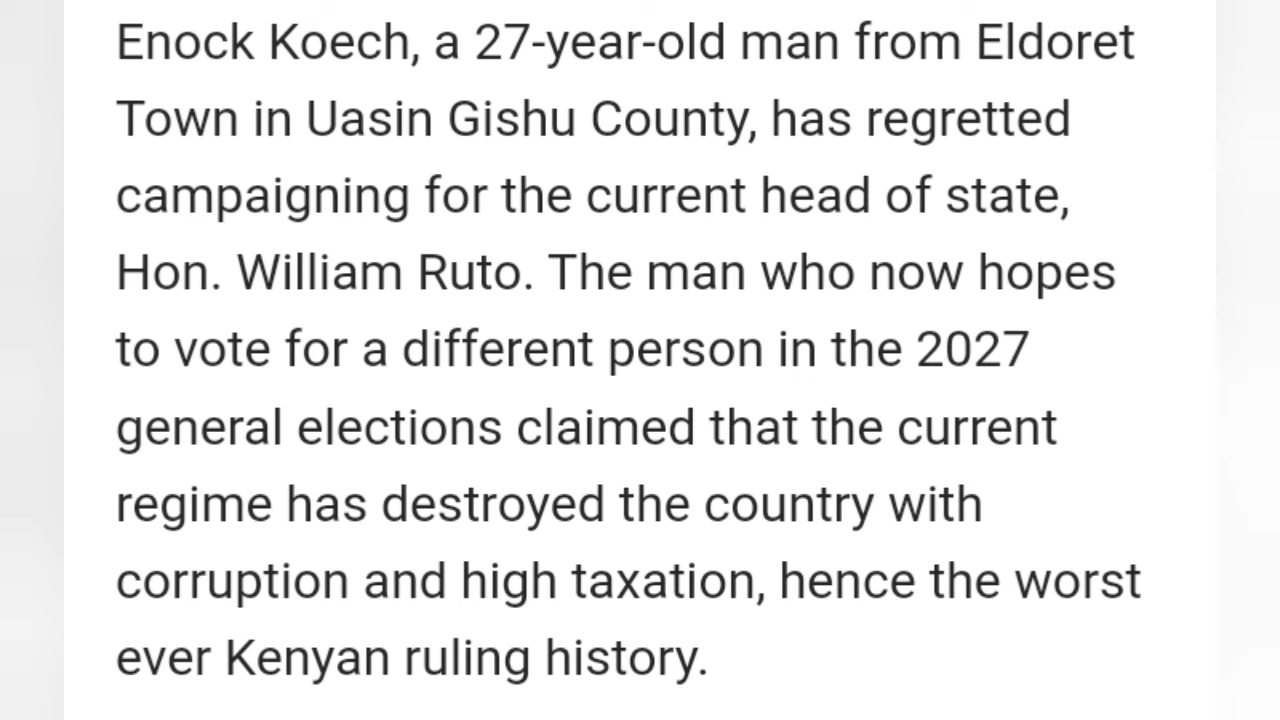 Enock Koech, a 27-year-old man from Eldoret
Town in Uasin Gishu County, has regretted
campaigning for the current head of state,
Hon. William Ruto. The man who now hopes
to vote for a different person in the 2027
general elections claimed that the current
regime has destroyed the country with
corruption and high taxation, hence the worst
ever Kenyan ruling history.